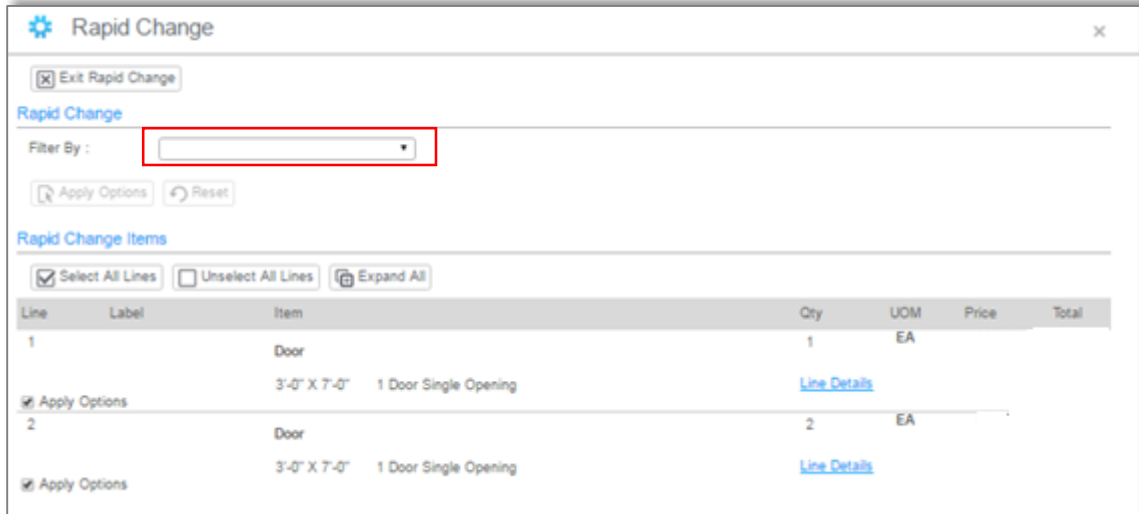 Rapid Change
Exit Rapid Change
Rapid Change
Filter By :
Apply Options Reset
Rapid Change Items
Select All Lines Unselect All Lines Expand All
Line Label Item Qty UOM Price Total
1 Door 1 EA
3'-0" X 7'-0" 1 Door Single Opening Line Details
Apply Options
2 Door 2 EA
3'-0" X 7'-0" 1 Door Single Opening Line Details
Apply Options